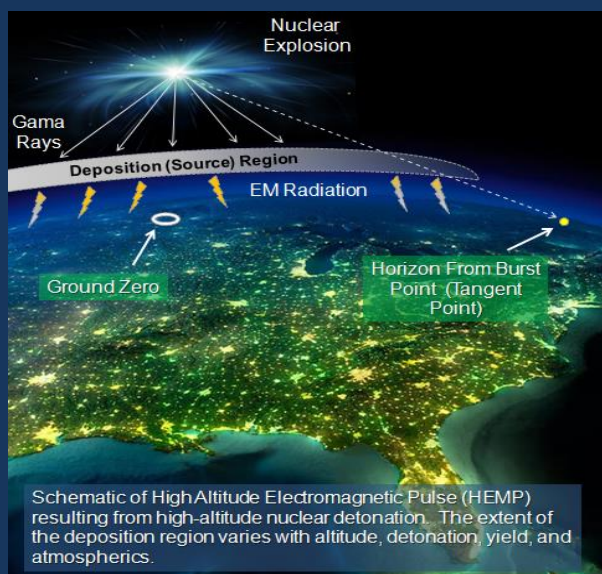 Nuclear
Explosion
Gama
Rays
Deposition (Source) Region
EM Radiation
Ground Zero
Horizon From Burst
Point (Tangent
Point)
Schematic of High Altitude Electromagnetic Pulse (HEMP)
resulting from high-altitude nuclear detonation. The extent of
the deposition region varies with altitude, detonation, yield, and
atmospherics.